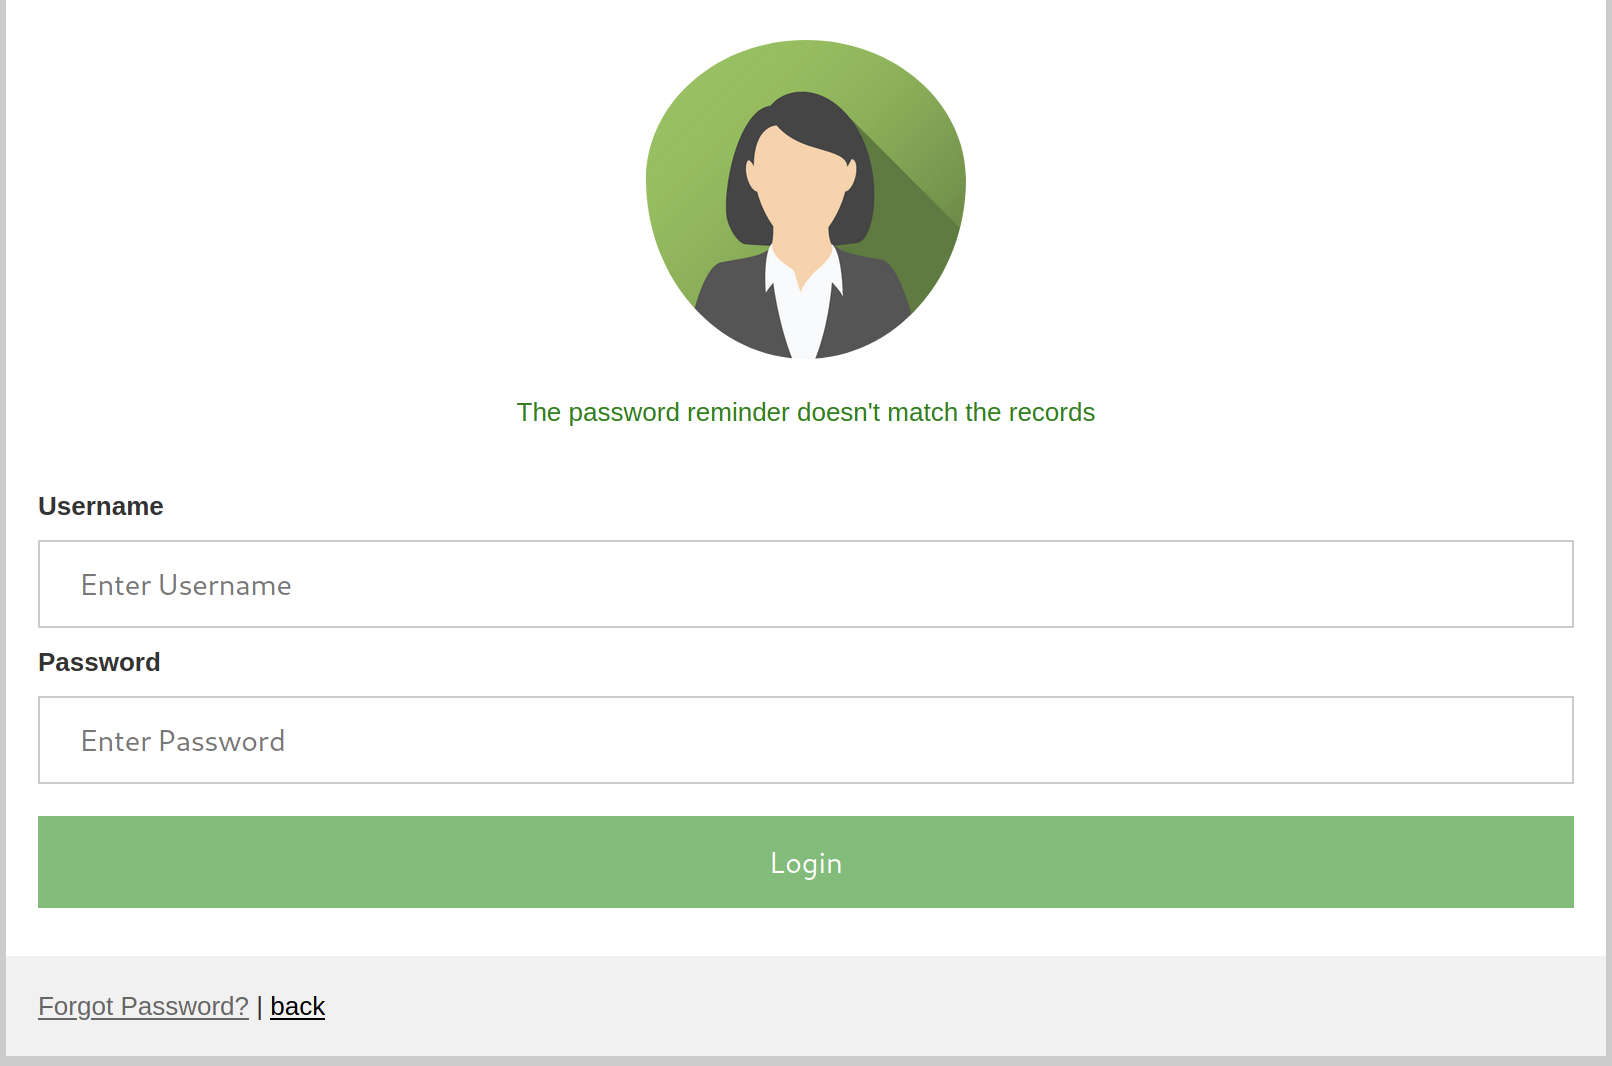 The password reminder doesn't match the records
Username
Enter Username
Password
Enter Password
Login
Forgot Password? | back